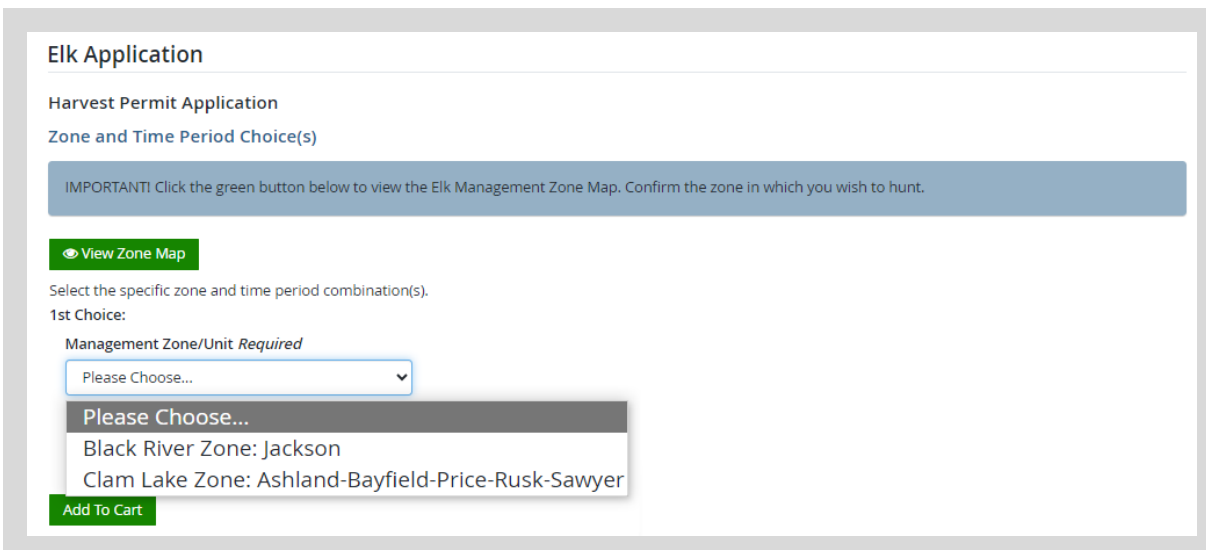 Elk Application
Harvest Permit Application
Zone and Time Period Choice(s)
IMPORTANT! Click the green button below to view the Elk Management Zone Map. Confirm the zone in which you wish to hunt.
View Zone Map
Select the specific zone and time period combination(s).
1st Choice:
Management Zone/Unit Required
Please Choose...
Please Choose...
Black River Zone: Jackson
Clam Lake Zone: Ashland-Bayfield-Price-Rusk-Sawyer
Add To Cart